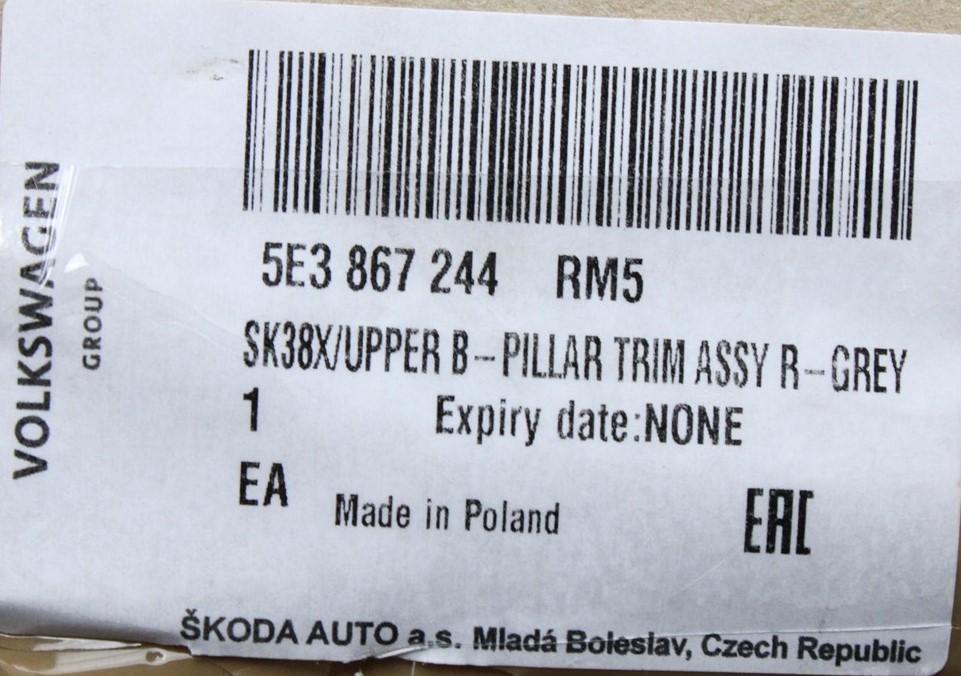 VOLKSWAGEN
GROUP
5E3 867 244 RM5
SK38X/UPPER B-PILLAR TRIM ASSY R-GREY
1 Expiry date:NONE
EA Made in Poland EAC
ŠKODA AUTO a.s. Mladá Boleslav, Czech Republic